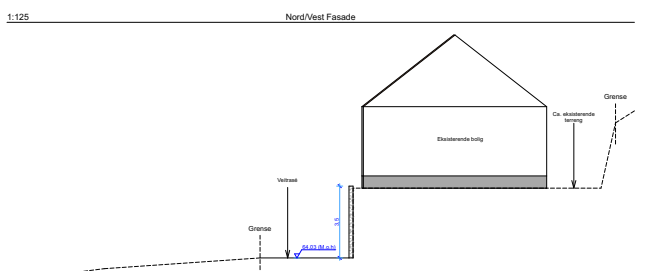 1:125
Nord/Vest Fasade
Grense
Ca. eksisterende
terreng
Eksisterende bolig
Veitrasé
3,5
Grense
64,03 (M.o.h)